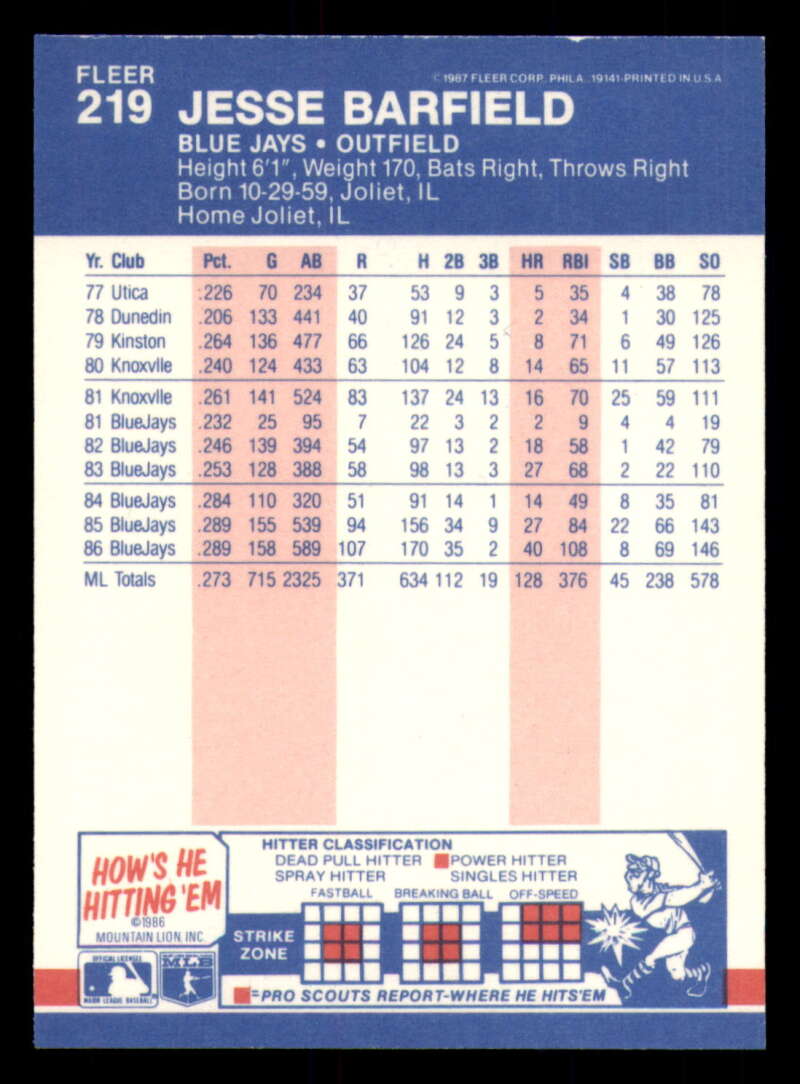 FLEER
© 1987 FLEER CORP. PHILA. 19141-PRINTED IN U.S.A
219 JESSE BARFIELD
BLUE JAYS • OUTFIELD
Height 6'1", Weight 170, Bats Right, Throws Right
Born 10-29-59, Joliet, IL
Home Joliet, IL
Yr. Club Pct. G AB R H 2B 3B HR RBI SB BB SO
77 Utica .226 70 234 37 53 9 3 5 35 4 38 78
78 Dunedin .206 133 441 40 91 12 3 2 34 1 30 125
79 Kinston .264 136 477 66 126 24 5 8 71 6 49 126
80 Knoxvlle .240 124 433 63 104 12 8 14 65 11 57 113
81 Knoxvlle .261 141 524 83 137 24 13 16 70 25 59 111
81 BlueJays .232 25 95 7 22 3 2 2 9 4 4 19
82 BlueJays .246 139 394 54 97 13 2 18 58 1 42 79
83 BlueJays .253 128 388 58 98 13 3 27 68 2 22 110
84 BlueJays .284 110 320 51 91 14 1 14 49 8 35 81
85 BlueJays .289 155 539 94 156 34 9 27 84 22 66 143
86 BlueJays .289 158 589 107 170 35 2 40 108 8 69 146
ML Totals .273 715 2325 371 634 112 19 128 376 45 238 578
HOW'S HE
HITTING 'EM
©1986
MOUNTAIN LION, INC.
HITTER CLASSIFICATION
DEAD PULL HITTER POWER HITTER
SPRAY HITTER SINGLES HITTER
FASTBALL BREAKING BALL OFF-SPEED
STRIKE
ZONE
=PRO SCOUTS REPORT-WHERE HE HITS'EM
OFFICIAL LICENSEE
MAJOR LEAGUE BASEBALL
MLB